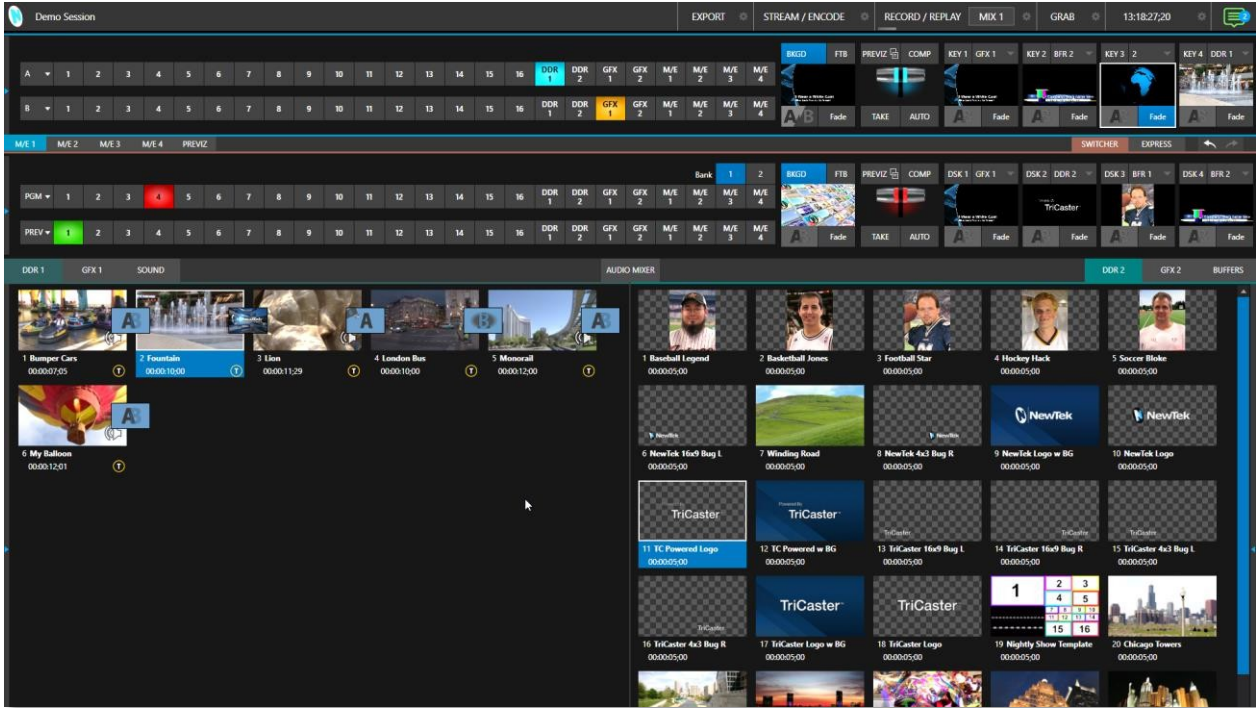 Demo Session EXPORT STREAM / ENCODE RECORD / REPLAY MIX 1 GRAB 13:18:27;20 2
BKGD FTB PREVIZ COMP KEY 1 GFX 1 KEY 2 BFR 2 KEY 3 2 KEY 4 DDR 1
A 1 2 3 4 5 6 7 8 9 10 11 12 13 14 15 16 DDR 1 DDR 2 GFX 1 GFX 2 M/E 1 M/E 2 M/E 3 M/E 4
B 1 2 3 4 5 6 7 8 9 10 11 12 13 14 15 16 DDR 1 DDR 2 GFX 1 GFX 2 M/E 1 M/E 2 M/E 3 M/E 4
A/B Fade TAKE AUTO A Fade A Fade A Fade A Fade
M/E 1 M/E 2 M/E 3 M/E 4 PREVIZ SWITCHER EXPRESS
Bank 1 2 BKGD FTB PREVIZ COMP DSK 1 GFX 1 DSK 2 DDR 2 DSK 3 BFR 1 DSK 4 BFR 2
PGM 1 2 3 4 5 6 7 8 9 10 11 12 13 14 15 16 DDR 1 DDR 2 GFX 1 GFX 2 M/E 1 M/E 2 M/E 3 M/E 4
TriCaster
PREV 1 2 3 4 5 6 7 8 9 10 11 12 13 14 15 16 DDR 1 DDR 2 GFX 1 GFX 2 M/E 1 M/E 2 M/E 3 M/E 4
A Fade TAKE AUTO A Fade A Fade A Fade A Fade
DDR 1 GFX 1 SOUND AUDIO MIXER DDR 2 GFX 2 BUFFERS
AB A B AB
1 Bumper Cars 2 Fountain 3 Lion 4 London Bus 5 Monorail
00:00:07;05 T 00:00:10;00 T 00:00:11;29 T 00:00:10;00 T 00:00:12;00 T
AB
6 My Balloon
00:00:12;01 T
1 Baseball Legend 2 Basketball Jones 3 Football Star 4 Hockey Hack 5 Soccer Bloke
00:00:05;00 00:00:05;00 00:00:05;00 00:00:05;00 00:00:05;00
NewTek NewTek NewTek NewTek
6 NewTek 16x9 Bug L 7 Winding Road 8 NewTek 4x3 Bug R 9 NewTek Logo w BG 10 NewTek Logo
00:00:05;00 00:00:05;00 00:00:05;00 00:00:05;00 00:00:05;00
Powered by
TriCaster TriCaster TriCaster TriCaster TriCaster
11 TC Powered Logo 12 TC Powered w BG 13 TriCaster 16x9 Bug L 14 TriCaster 16x9 Bug R 15 TriCaster 4x3 Bug L
00:00:05;00 00:00:05;00 00:00:05;00 00:00:05;00 00:00:05;00
TriCaster TriCaster TriCaster 1 2 3 4 5 7 8 9 10 11 12 13 14 15 16
16 TriCaster 4x3 Bug R 17 TriCaster Logo w BG 18 TriCaster Logo 19 Nightly Show Template 20 Chicago Towers
00:00:05;00 00:00:05;00 00:00:05;00 00:00:05;00 00:00:05;00